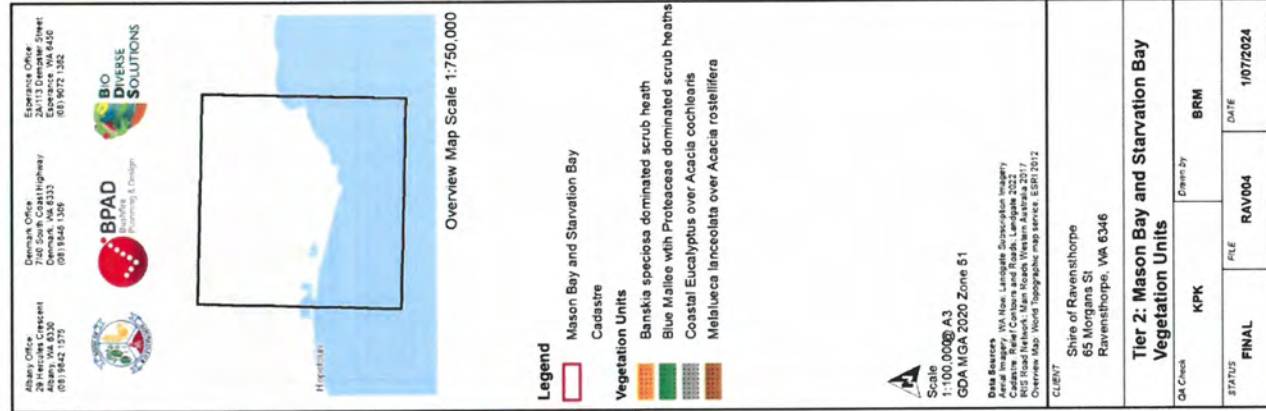 Albany Office:
29 Hercules Crescent
Albany, WA 6330
(08) 9842 1575
Denmark Office:
7/40 South Coast Highway
Denmark, WA 6333
(08) 9848 1309
Esperance Office:
2A/113 Dempster Street
Esperance, WA 6450
(08) 9072 1382
BPAD
Bushfire
Planning & Design
BIO
DIVERSE
SOLUTIONS
Hopetoun
Overview Map Scale 1:750,000
Legend
Mason Bay and Starvation Bay
Cadastre
Vegetation Units
Banskia speciosa dominated scrub heath
Blue Mallee wtih Proteaceae dominated scrub heaths
Coastal Eucalyptus over Acacia cochlearis
Melalueca lanceolata over Acacia rostellifera
Scale
1:100,000@ A3
GDA MGA 2020 Zone 51
Data Sources
Aerial Imagery: WA Now, Landgate Subscription Imagery
Cadastre, Relief Contours and Roads: Landgate 2022
IRIS Road Network: Main Roads Western Australia 2017
Overview Map: World Topographic map service, ESRI 2012
CLIENT
Shire of Ravensthorpe
65 Morgans St
Ravensthorpe, WA 6346
Tier 2: Mason Bay and Starvation Bay
Vegetation Units
QA Check
KPK
Drawn by
BRM
STATUS
FINAL
FILE
RAV004
DATE
1/07/2024